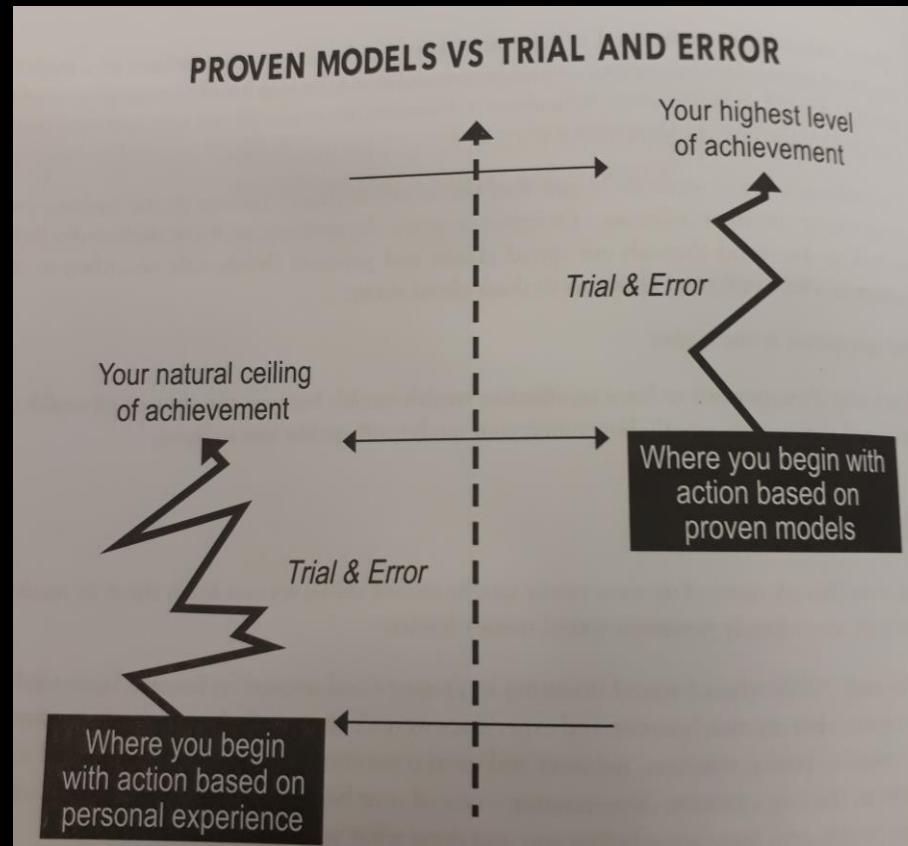 PROVEN MODELS VS TRIAL AND ERROR
Your highest level
of achievement
Trial & Error
Your natural ceiling
of achievement
Where you begin with
action based on
proven models
Trial & Error
Where you begin
with action based on
personal experience